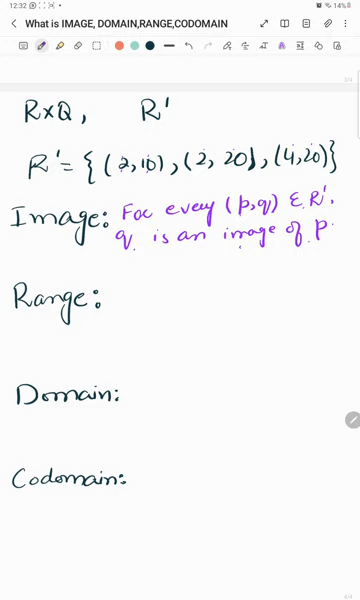 12:32
14%
What is IMAGE, DOMAIN,RANGE,CODOMAIN
R×Q, R'
R' = { (2,10), (2, 20), (4,20)}
Image: For every (p,q) ∈ R',
q is an image of p.
Range:
Domain:
Codomain: